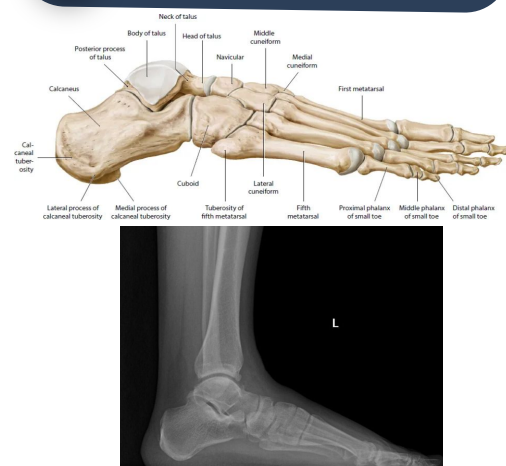 Neck of talus
Body of talus
Head of talus
Middle
cuneiform
Posterior process
of talus
Navicular
Medial
cuneiform
Calcaneus
First metatarsal
Cal-
caneal
tuber-
osity
Cuboid
Lateral
cuneiform
Lateral process of
calcaneal tuberosity
Medial process of
calcaneal tuberosity
Tuberosity of
fifth metatarsal
Fifth
metatarsal
Proximal phalanx
of small toe
Middle phalanx
of small toe
Distal phalanx
of small toe
L